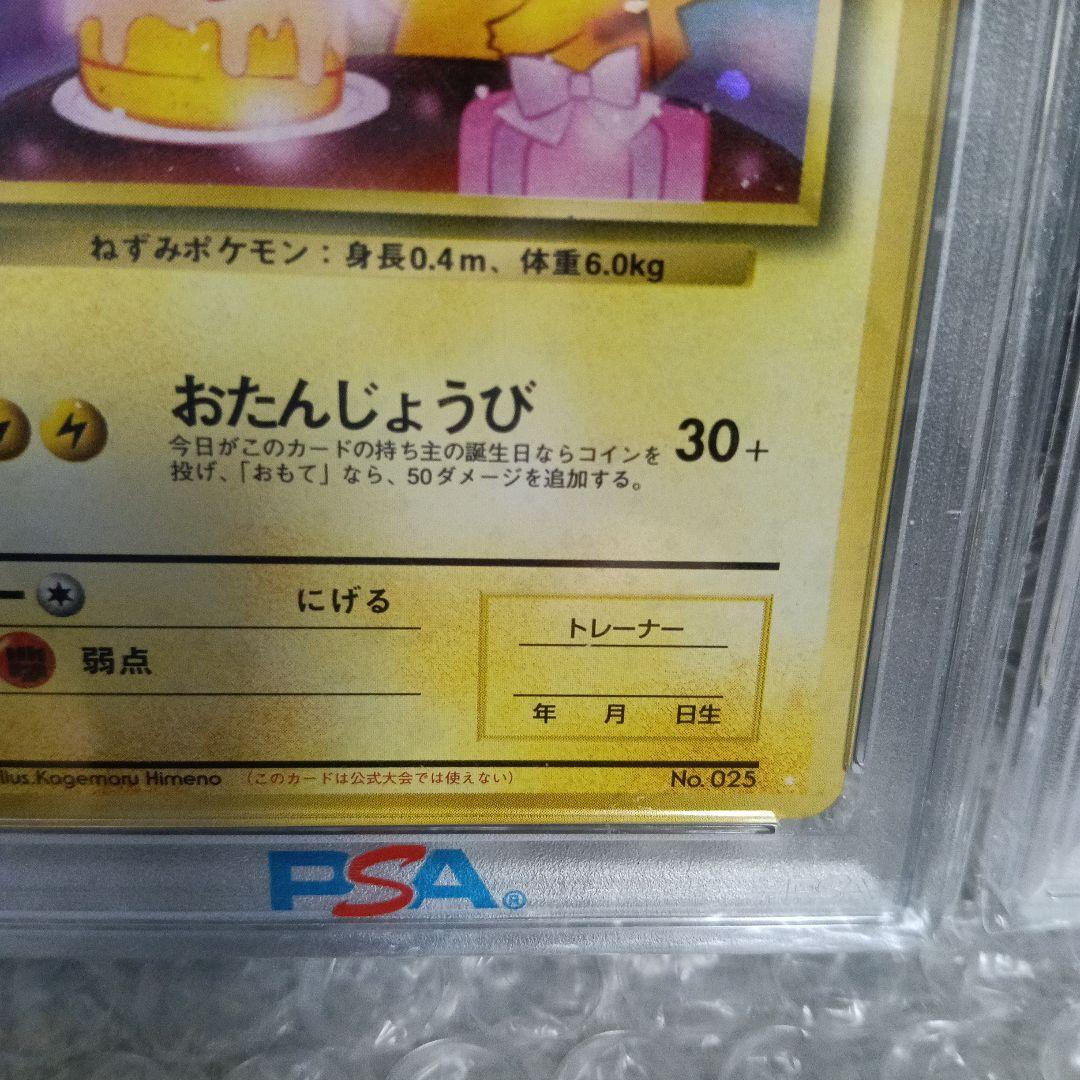 ねずみポケモン：身長0.4m、体重6.0kg
おたんじょうび
30+
今日がこのカードの持ち主の誕生日ならコインを
投げ、「おもて」なら、50ダメージを追加する。
にげる
トレーナー
弱点
年 月 日生
Kagemaru Himeno （このカードは公式大会では使えない） No. 025
PSA®